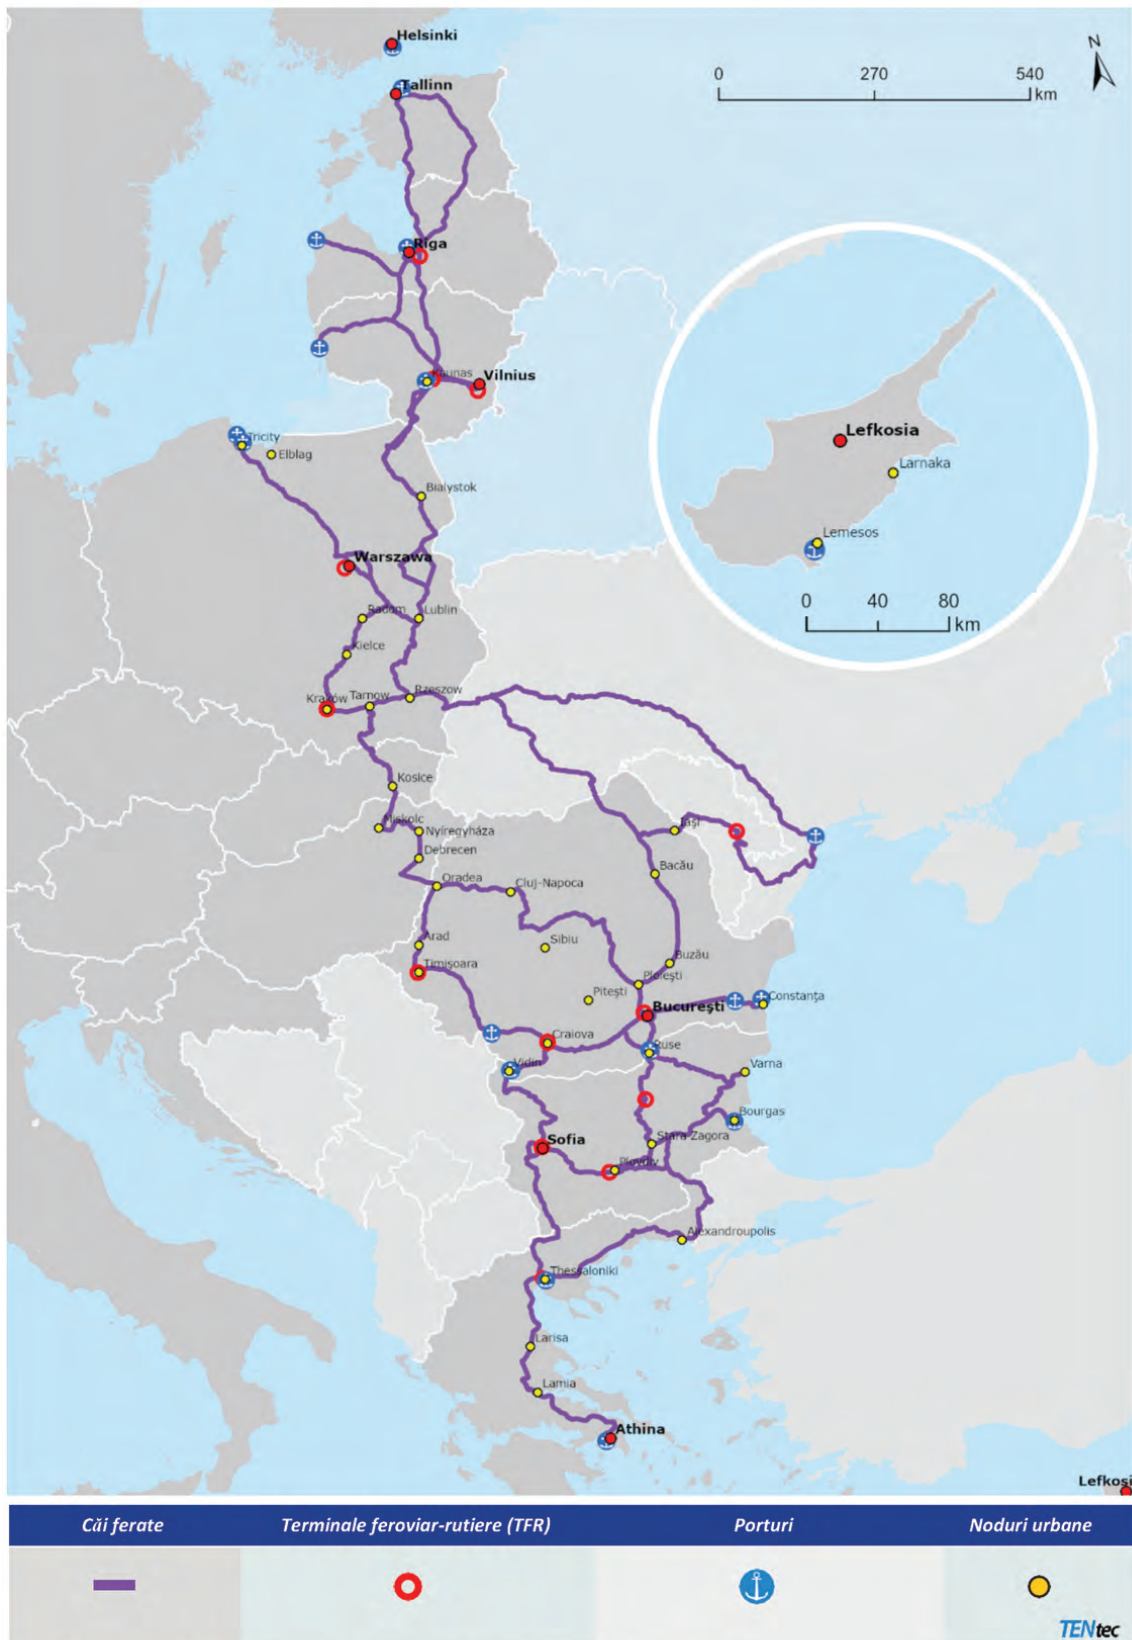 Helsinki
N
Tallinn
0 270 540
km
Riga
Kaunas
Vilnius
Tricity
Elblag
Bialystok
Lefkosia
Larnaka
Lemesos
Warszawa
0 40 80
km
Radom
Lublin
Kielce
Kraków
Tarnow
Rzeszow
Kosice
Miskolc
Nyíregyháza
Iași
Debrecen
Bacău
Oradea
Cluj-Napoca
Arad
Sibiu
Timișoara
Buzău
Ploiești
Pitești
Constanța
București
Craiova
Ruse
Vidin
Varna
Bourgas
Sofia
Stara Zagora
Plovdiv
Alexandroupolis
Thessaloniki
Larisa
Lamia
Athina
Lefkosi
Căi ferate Terminale feroviar-rutiere (TFR) Porturi Noduri urbane
TENtec